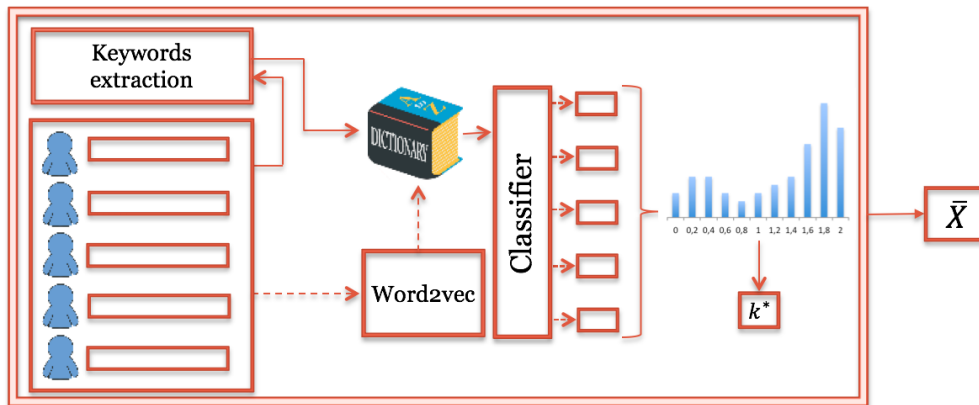 Keywords
extraction
A
to
Z
DICTIONARY
Word2vec
Classifier
0 0,2 0,4 0,6 0,8 1 1,2 1,4 1,6 1,8 2
k*
X̄